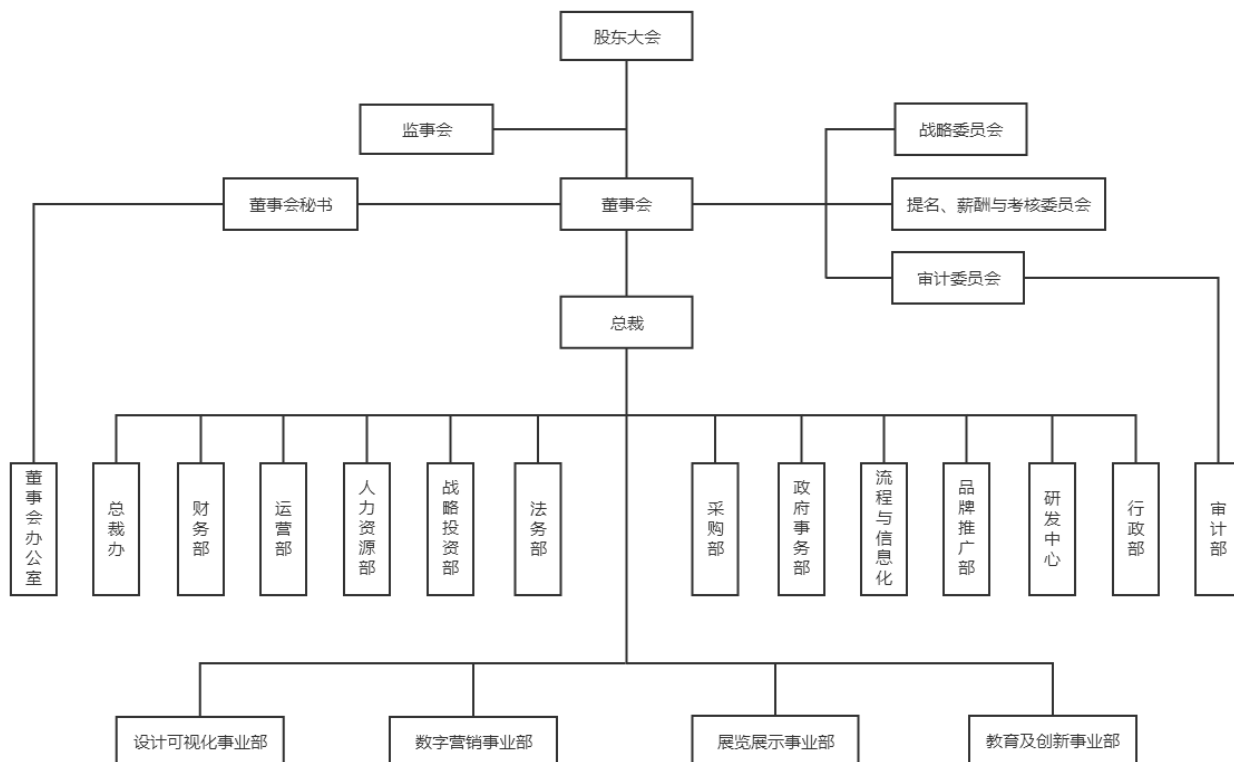 股东大会
监事会
战略委员会
董事会秘书
董事会
提名、薪酬与考核委员会
审计委员会
总裁
董事会办公室
总裁办
财务部
运营部
人力资源部
战略投资部
法务部
采购部
政府事务部
流程与信息化
品牌推广部
研发中心
行政部
审计部
设计可视化事业部
数字营销事业部
展览展示事业部
教育及创新事业部